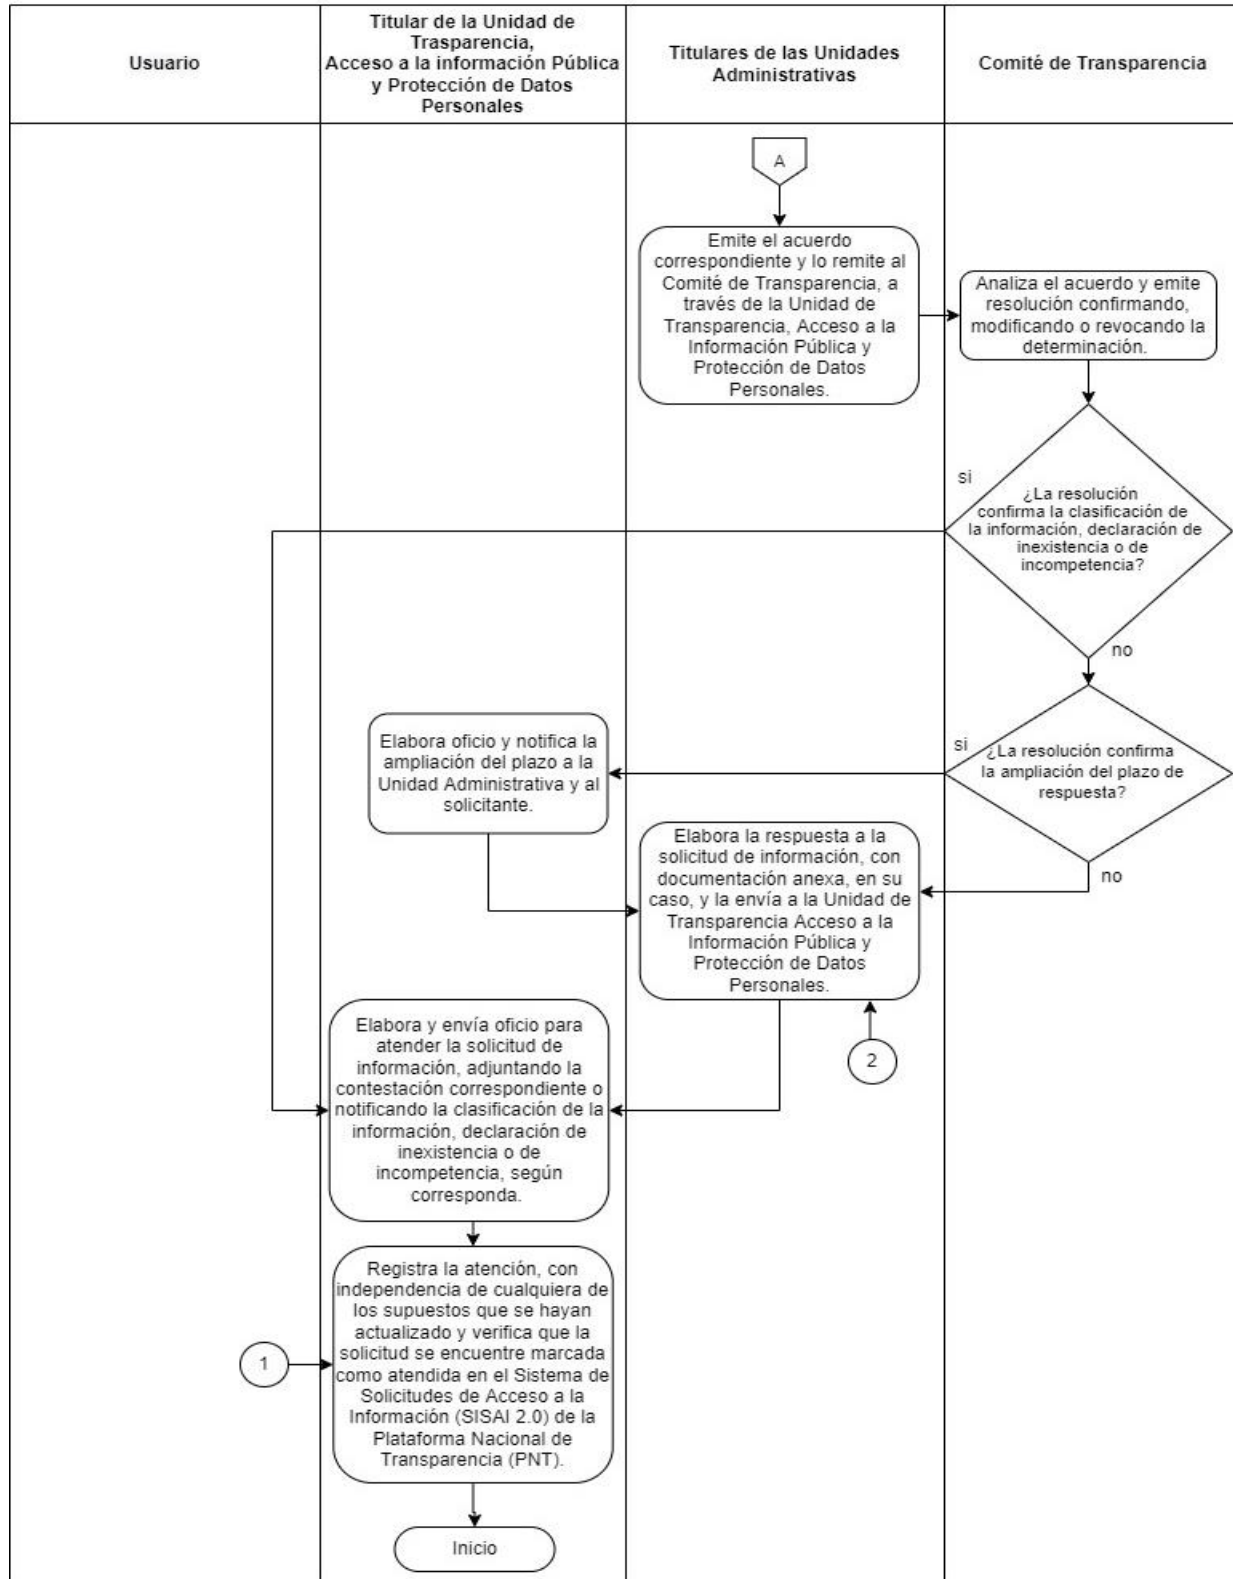 Usuario
Titular de la Unidad de
Trasparencia,
Acceso a la información Pública
y Protección de Datos
Personales
Titulares de las Unidades
Administrativas
Comité de Transparencia
A
Emite el acuerdo
correspondiente y lo remite al
Comité de Transparencia, a
través de la Unidad de
Transparencia, Acceso a la
Información Pública y
Protección de Datos
Personales.
Analiza el acuerdo y emite
resolución confirmando,
modificando o revocando la
determinación.
si
¿La resolución
confirma la clasificación de
la información, declaración de
inexistencia o de
incompetencia?
no
si
¿La resolución confirma
la ampliación del plazo de
respuesta?
no
Elabora oficio y notifica la
ampliación del plazo a la
Unidad Administrativa y al
solicitante.
Elabora la respuesta a la
solicitud de información, con
documentación anexa, en su
caso, y la envía a la Unidad de
Transparencia Acceso a la
Información Pública y
Protección de Datos
Personales.
2
Elabora y envía oficio para
atender la solicitud de
información, adjuntando la
contestación correspondiente o
notificando la clasificación de la
información, declaración de
inexistencia o de
incompetencia, según
corresponda.
1
Registra la atención, con
independencia de cualquiera de
los supuestos que se hayan
actualizado y verifica que la
solicitud se encuentre marcada
como atendida en el Sistema de
Solicitudes de Acceso a la
Información (SISAI 2.0) de la
Plataforma Nacional de
Transparencia (PNT).
Inicio